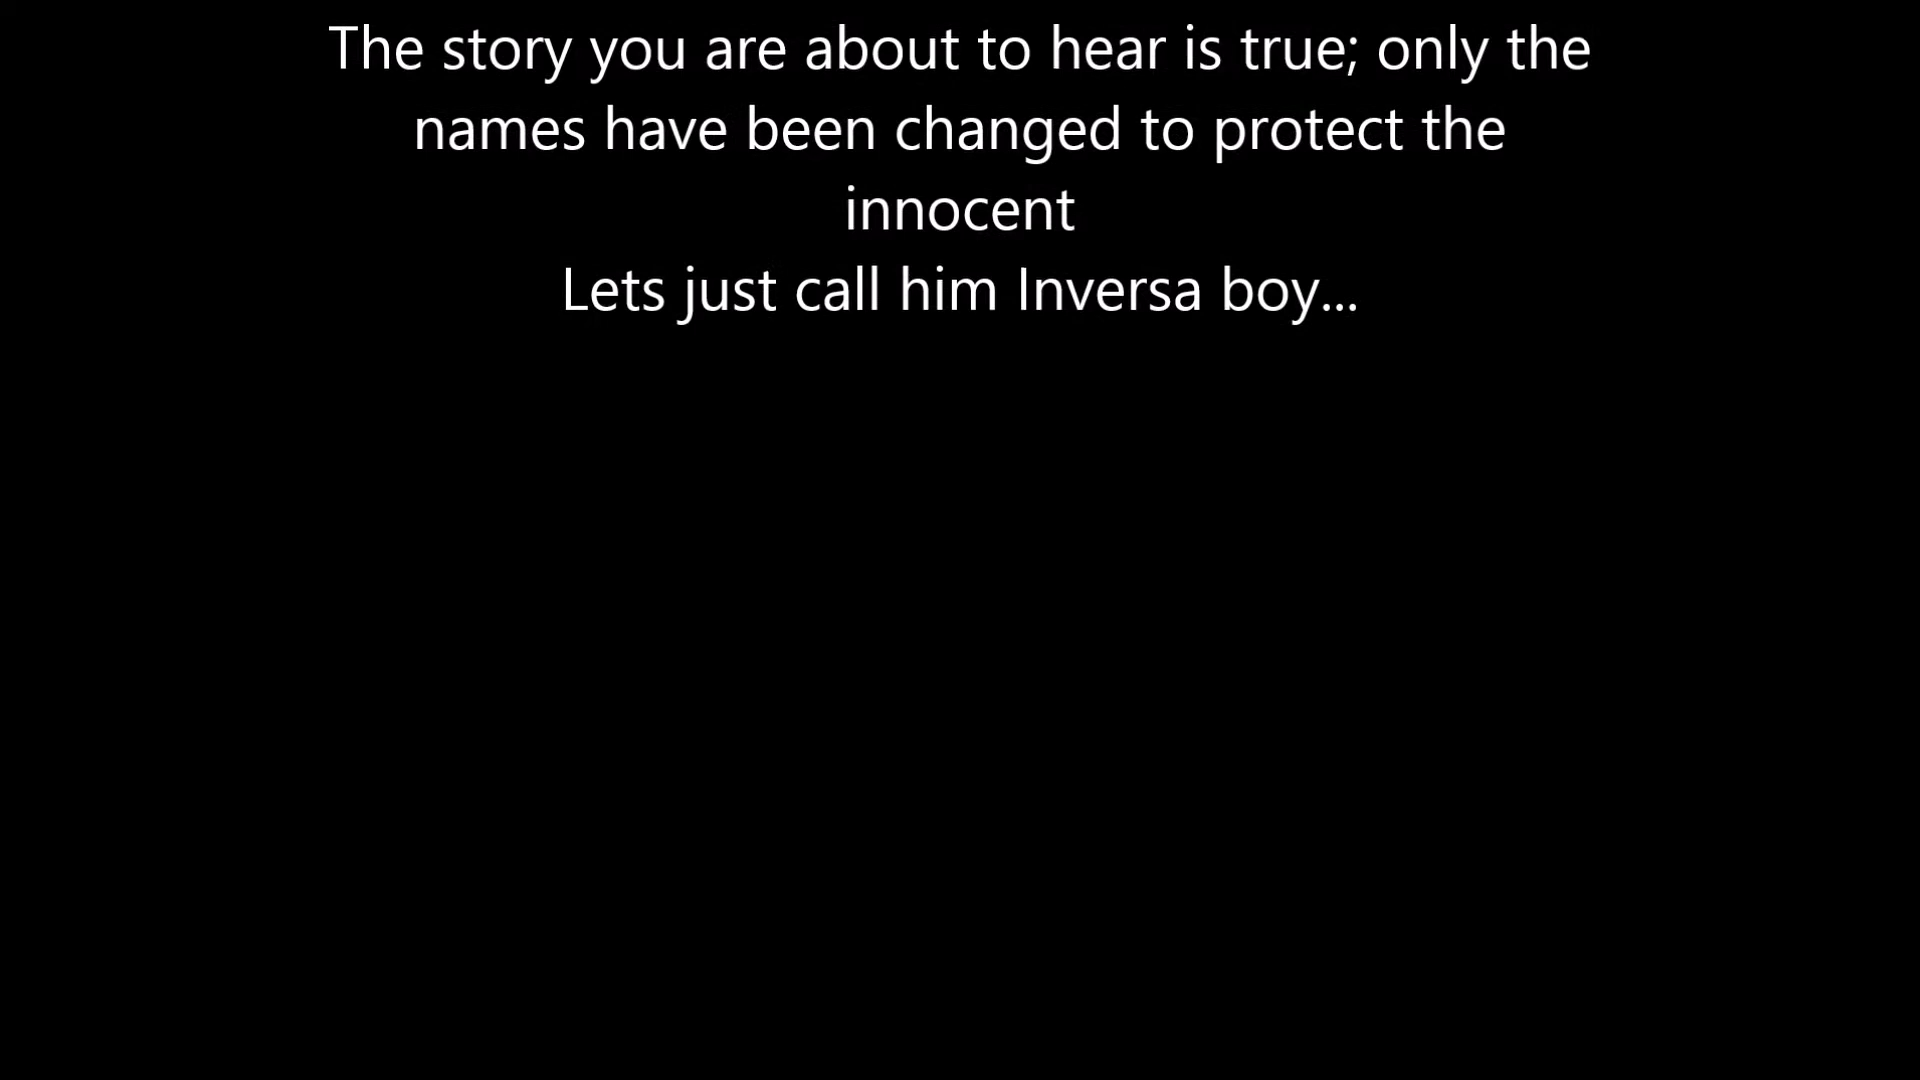 The story you are about to hear is true; only the
names have been changed to protect the
innocent
Lets just call him Inversa boy...